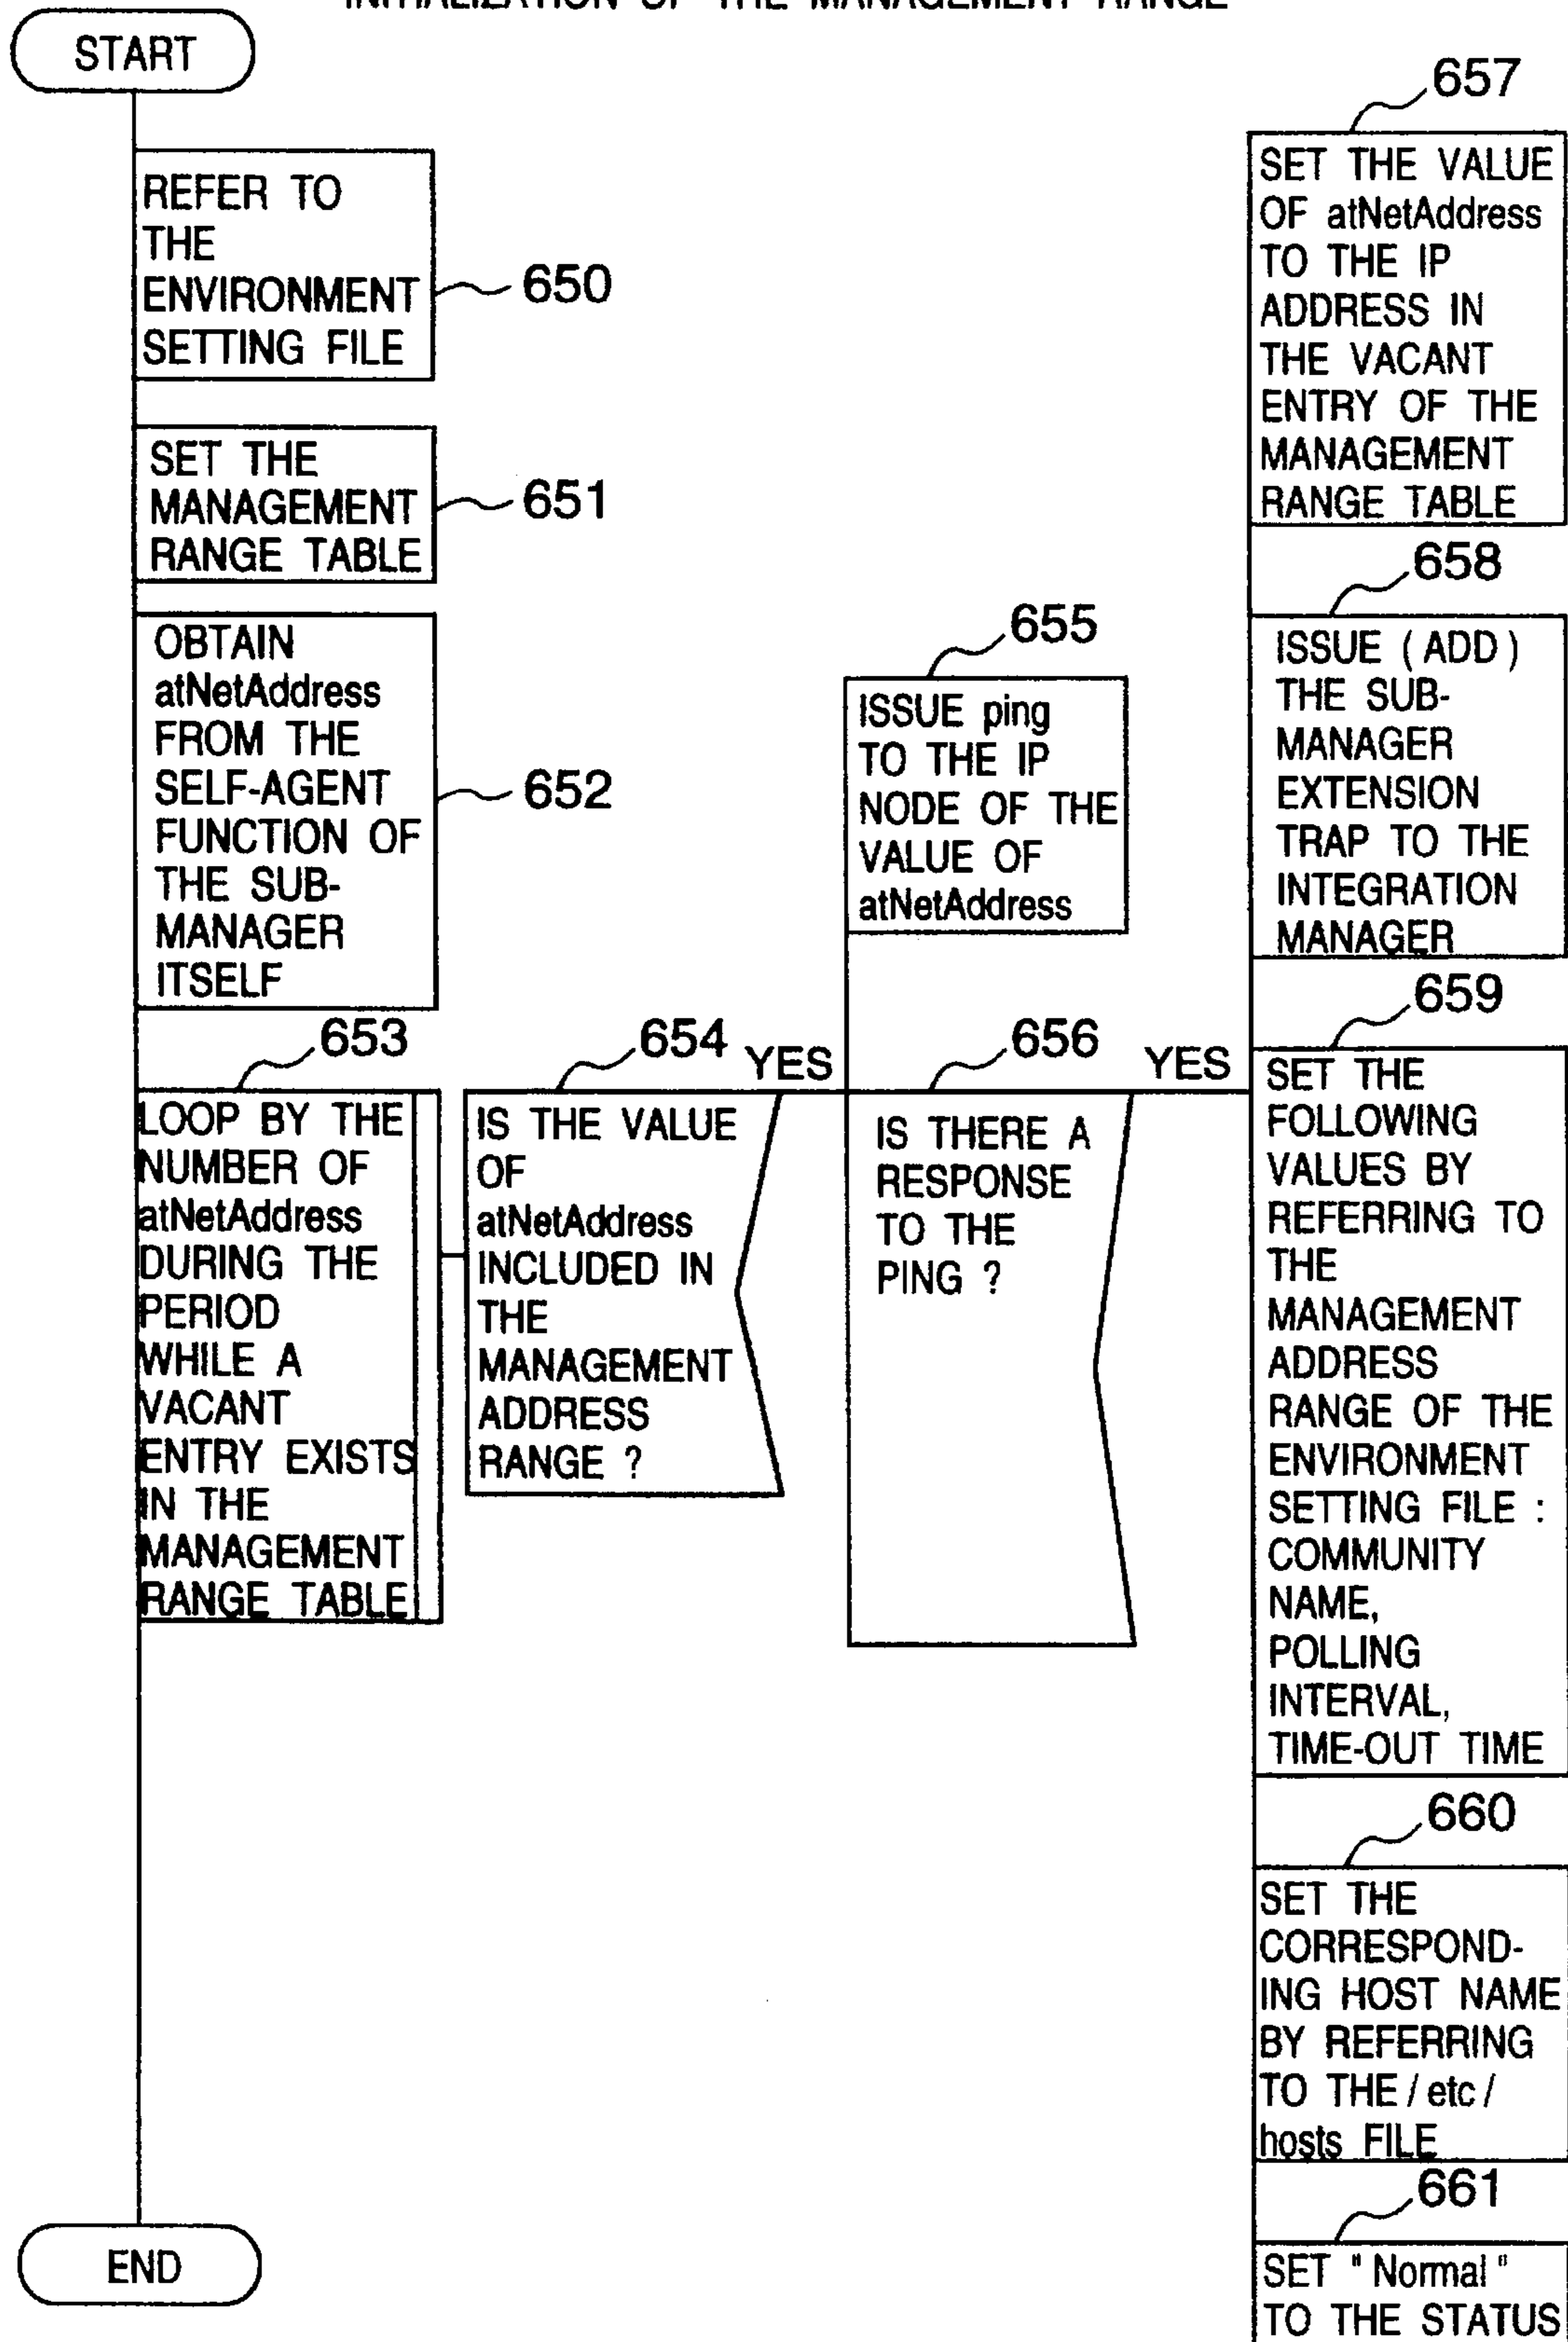 INITIALIZATION OF THE MANAGEMENT RANGE
START
REFER TO
THE
ENVIRONMENT
SETTING FILE
650
SET THE
MANAGEMENT
RANGE TABLE
651
OBTAIN
atNetAddress
FROM THE
SELF-AGENT
FUNCTION OF
THE SUB-
MANAGER
ITSELF
652
653
LOOP BY THE
NUMBER OF
atNetAddress
DURING THE
PERIOD
WHILE A
VACANT
ENTRY EXISTS
IN THE
MANAGEMENT
RANGE TABLE
654
YES
IS THE VALUE
OF
atNetAddress
INCLUDED IN
THE
MANAGEMENT
ADDRESS
RANGE ?
655
ISSUE ping
TO THE IP
NODE OF THE
VALUE OF
atNetAddress
656
YES
IS THERE A
RESPONSE
TO THE
PING ?
657
SET THE VALUE
OF atNetAddress
TO THE IP
ADDRESS IN
THE VACANT
ENTRY OF THE
MANAGEMENT
RANGE TABLE
658
ISSUE ( ADD )
THE SUB-
MANAGER
EXTENSION
TRAP TO THE
INTEGRATION
MANAGER
659
SET THE
FOLLOWING
VALUES BY
REFERRING TO
THE
MANAGEMENT
ADDRESS
RANGE OF THE
ENVIRONMENT
SETTING FILE :
COMMUNITY
NAME,
POLLING
INTERVAL,
TIME-OUT TIME
660
SET THE
CORRESPOND-
ING HOST NAME
BY REFERRING
TO THE / etc /
hosts FILE
661
SET " Normal "
TO THE STATUS
END